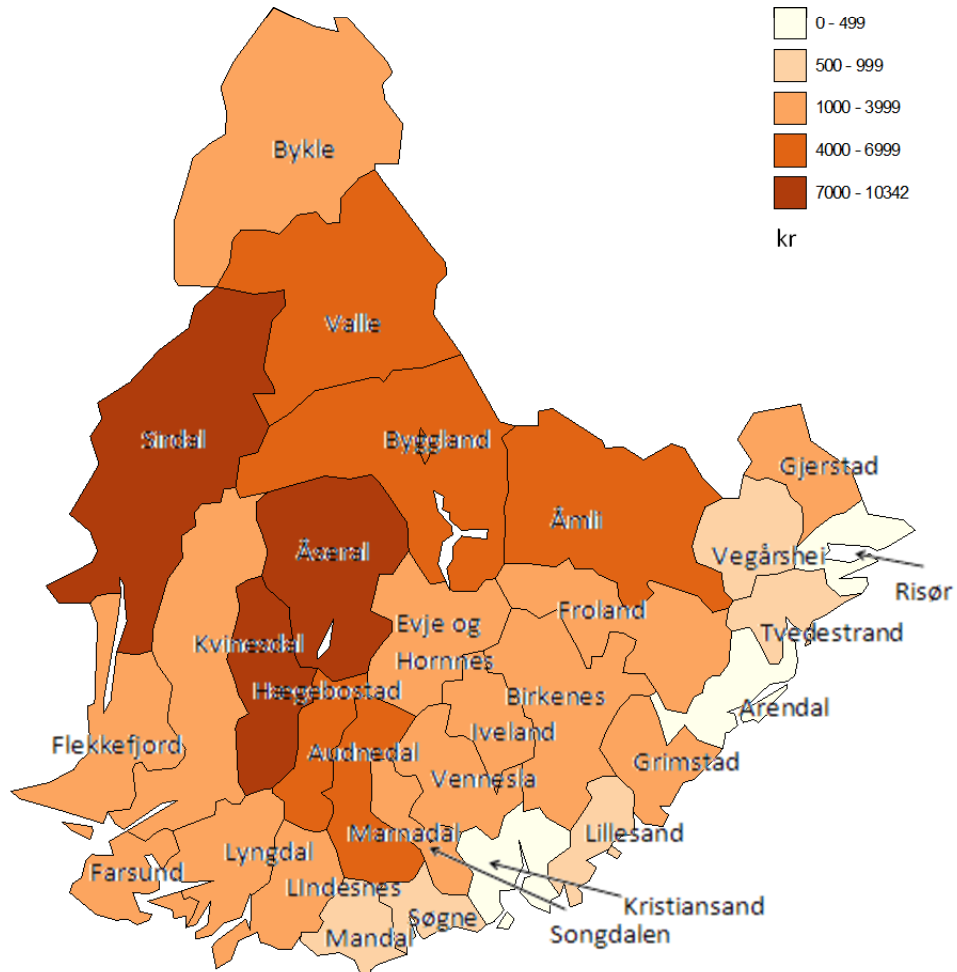 0 - 499
500 - 999
1000 - 3999
4000 - 6999
7000 - 10342
kr
Bykle
Valle
Sirdal
Byggland
Gjerstad
Åmli
Åseral
Vegårshei
Risør
Evje og
Hornnes
Froland
Tvedestrand
Kvinesdal
Hægebostad
Birkenes
Arendal
Iveland
Flekkefjord
Audnedal
Grimstad
Vennesla
Marnadal
Lillesand
Lyngdal
Farsund
Lindesnes
Kristiansand
Søgne
Songdalen
Mandal